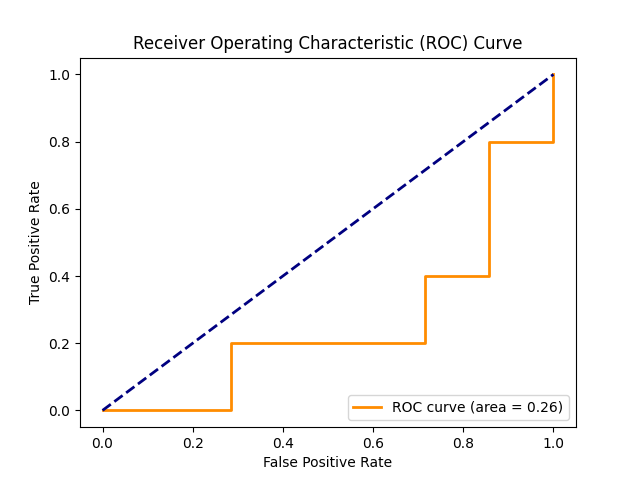 Receiver Operating Characteristic (ROC) Curve
1.0
0.8
0.6
0.4
0.2
0.0
True Positive Rate
ROC curve (area = 0.26)
0.0 0.2 0.4 0.6 0.8 1.0
False Positive Rate